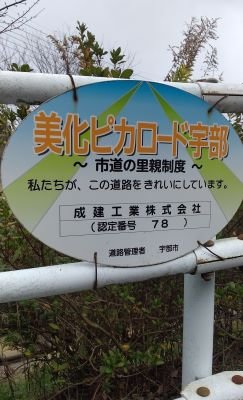 美化ピカロード宇部
～ 市道の里親制度 ～
私たちが、この道路をきれいにしています。
成建工業株式会社
（認定番号 78 ）
道路管理者 宇部市